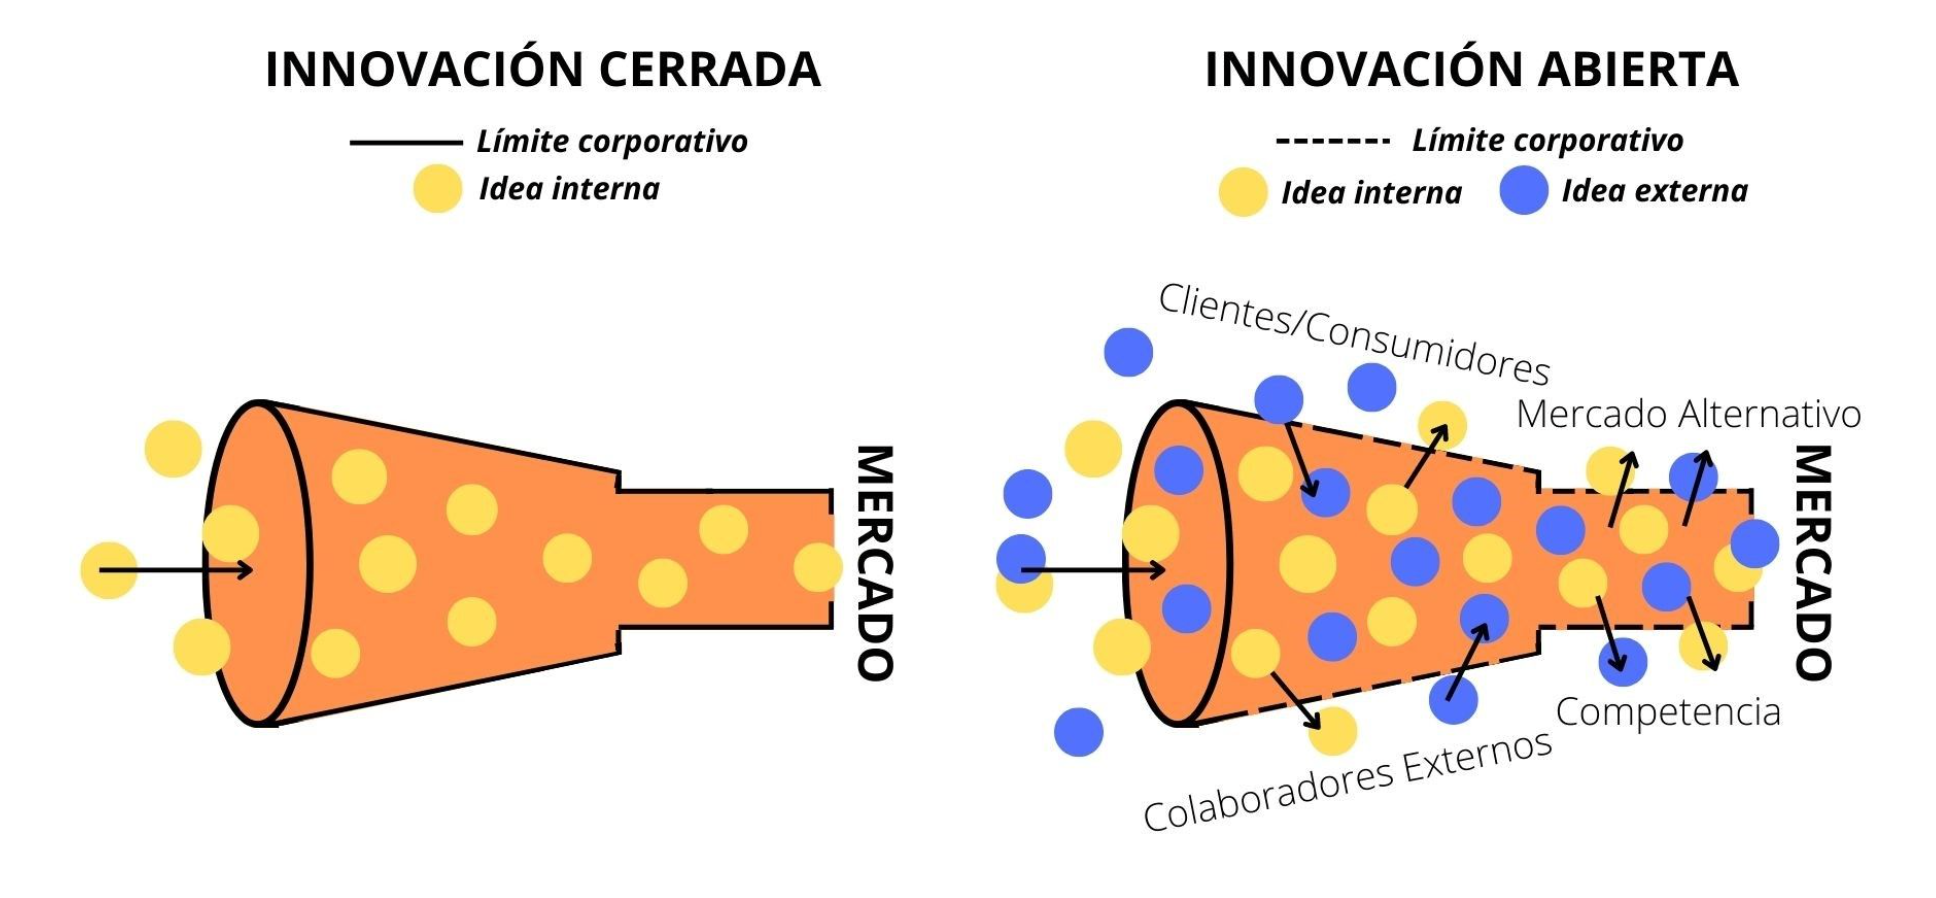 INNOVACIÓN CERRADA
Límite corporativo
Idea interna
MERCADO
INNOVACIÓN ABIERTA
Límite corporativo
Idea interna
Idea externa
Clientes/Consumidores
Mercado Alternativo
MERCADO
Competencia
Colaboradores Externos